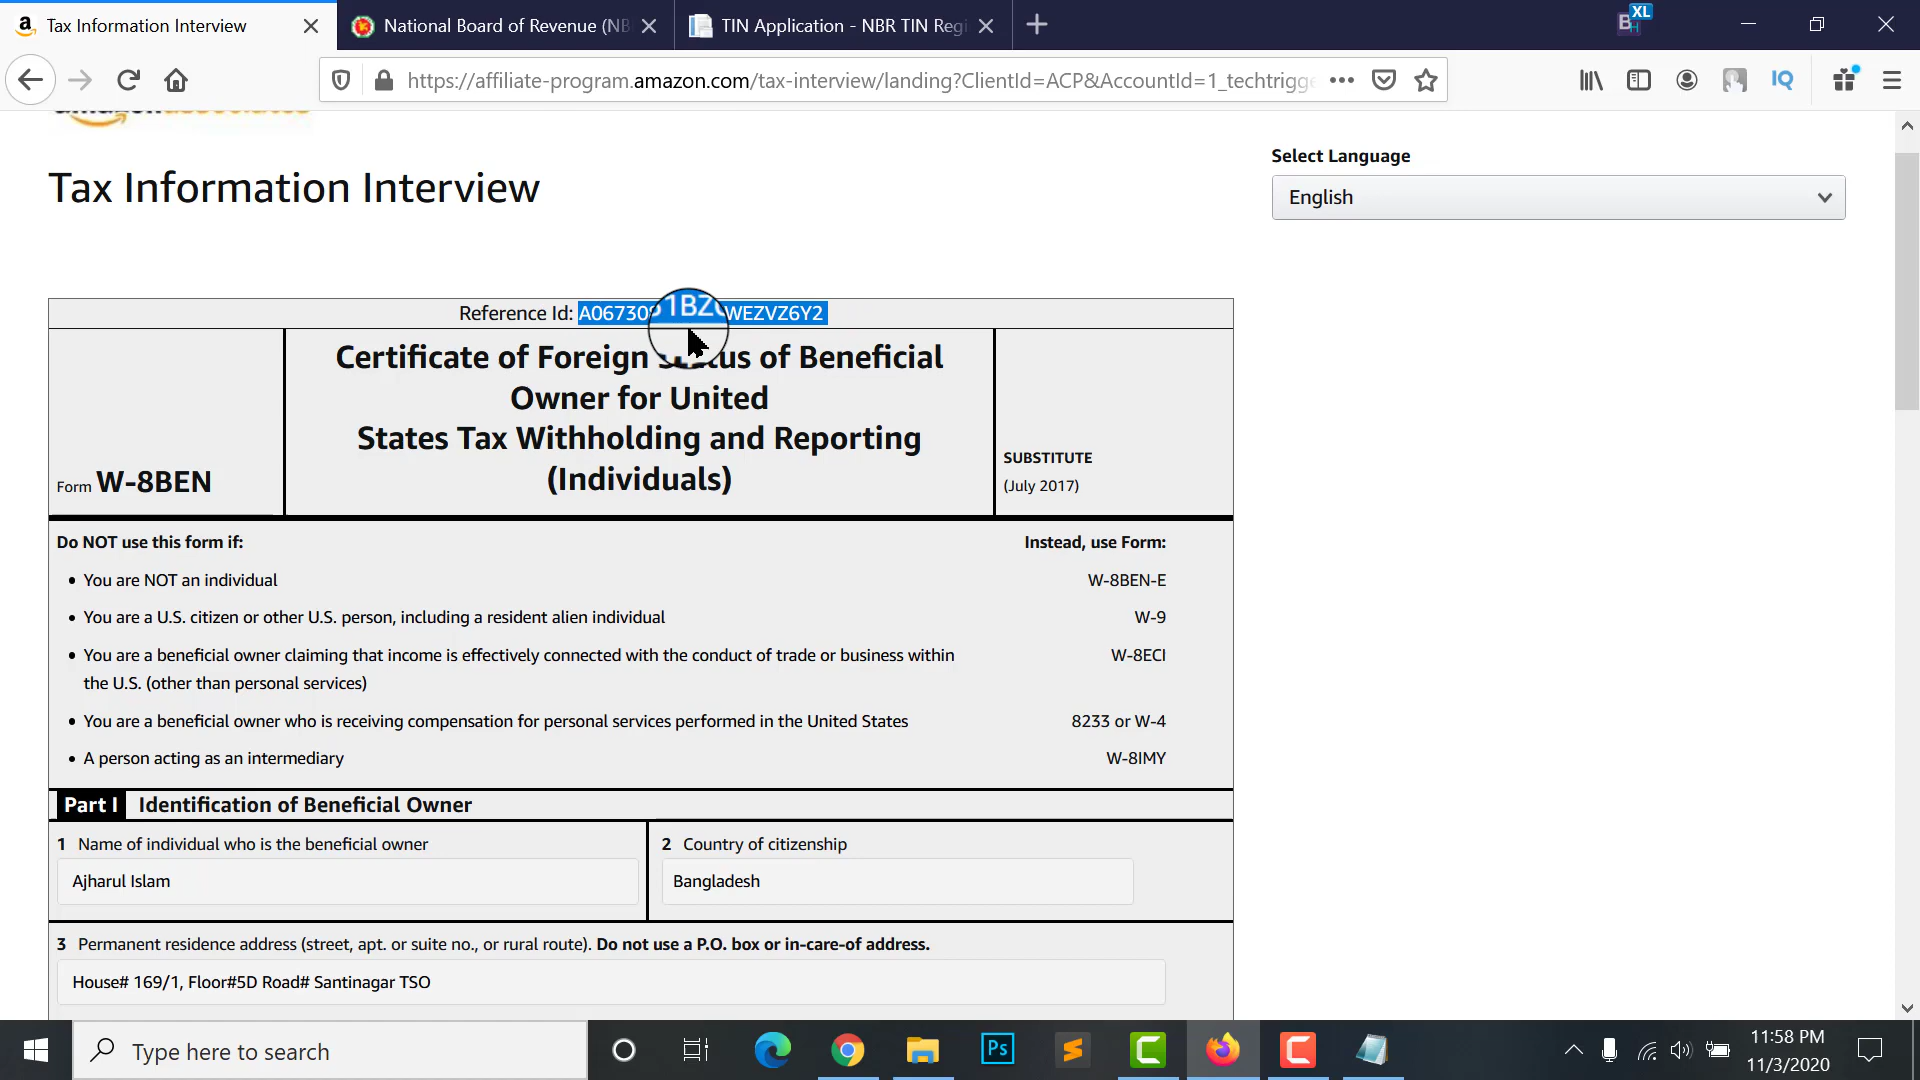 Tax Information Interview
National Board of Revenue (NB
TIN Application - NBR TIN Reg
XL
https://affiliate-program.amazon.com/tax-interview/landing?ClientId=ACP&AccountId=1_techtrigge
IQ
Tax Information Interview
Select Language
English
Reference Id:
Certificate of Foreign Status of Beneficial
Owner for United
States Tax Withholding and Reporting
(Individuals)
Form W-8BEN
SUBSTITUTE
(July 2017)
Do NOT use this form if:
Instead, use Form:
• You are NOT an individual
W-8BEN-E
• You are a U.S. citizen or other U.S. person, including a resident alien individual
W-9
• You are a beneficial owner claiming that income is effectively connected with the conduct of trade or business within
the U.S. (other than personal services)
W-8ECI
• You are a beneficial owner who is receiving compensation for personal services performed in the United States
8233 or W-4
• A person acting as an intermediary
W-8IMY
Part I Identification of Beneficial Owner
1 Name of individual who is the beneficial owner
Ajharul Islam
2 Country of citizenship
Bangladesh
3 Permanent residence address (street, apt. or suite no., or rural route). Do not use a P.O. box or in-care-of address.
House# 169/1, Floor#5D Road# Santinagar TSO
Type here to search
Ps
11:58 PM
11/3/2020